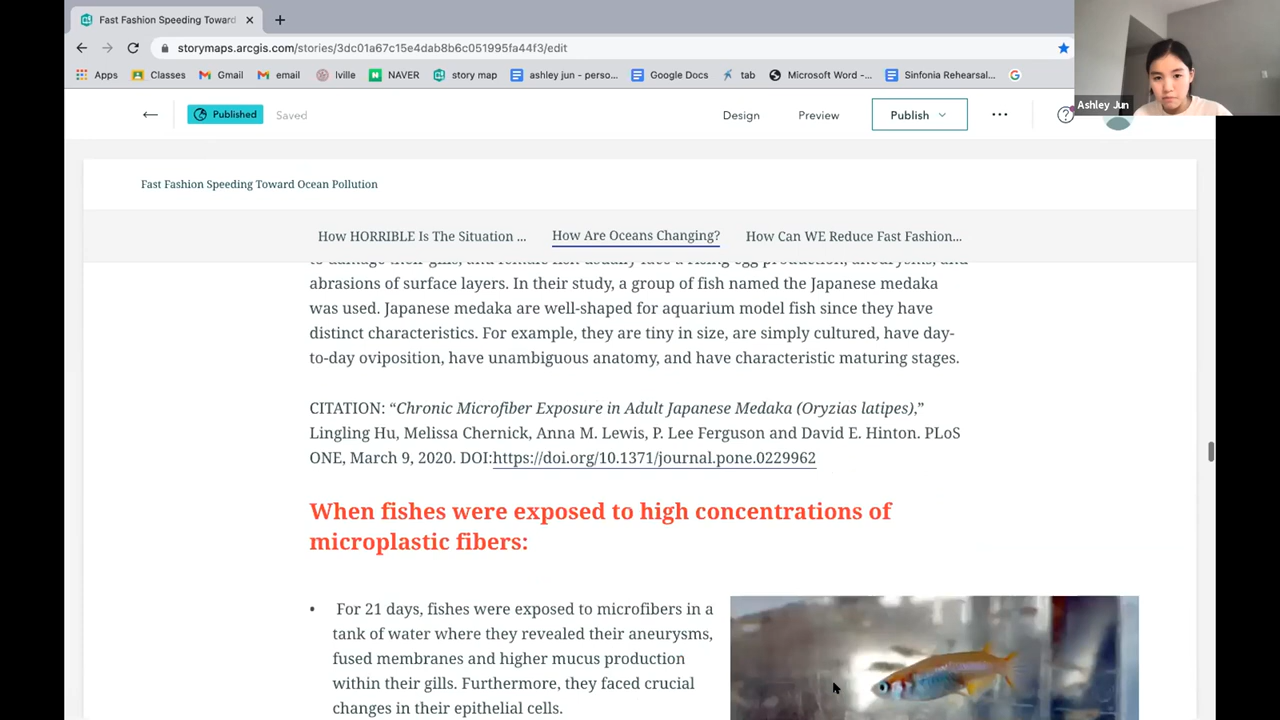 Fast Fashion Speeding Toward
storymaps.arcgis.com/stories/3dc01a67c15e4dab8b6c051995fa44f3/edit
Apps Classes Gmail email lville NAVER story map ashley jun - perso... Google Docs tab Microsoft Word -... Sinfonia Rehearsal...
Ashley Jun
Published Saved Design Preview Publish
Fast Fashion Speeding Toward Ocean Pollution
How HORRIBLE Is The Situation ... How Are Oceans Changing? How Can WE Reduce Fast Fashion...
to damage their gills, and female fish usually face a rising egg production, aneurysms, and
abrasions of surface layers. In their study, a group of fish named the Japanese medaka
was used. Japanese medaka are well-shaped for aquarium model fish since they have
distinct characteristics. For example, they are tiny in size, are simply cultured, have day-
to-day oviposition, have unambiguous anatomy, and have characteristic maturing stages.
CITATION: “Chronic Microfiber Exposure in Adult Japanese Medaka (Oryzias latipes),”
Lingling Hu, Melissa Chernick, Anna M. Lewis, P. Lee Ferguson and David E. Hinton. PLoS
ONE, March 9, 2020. DOI:https://doi.org/10.1371/journal.pone.0229962
When fishes were exposed to high concentrations of
microplastic fibers:
• For 21 days, fishes were exposed to microfibers in a
tank of water where they revealed their aneurysms,
fused membranes and higher mucus production
within their gills. Furthermore, they faced crucial
changes in their epithelial cells.